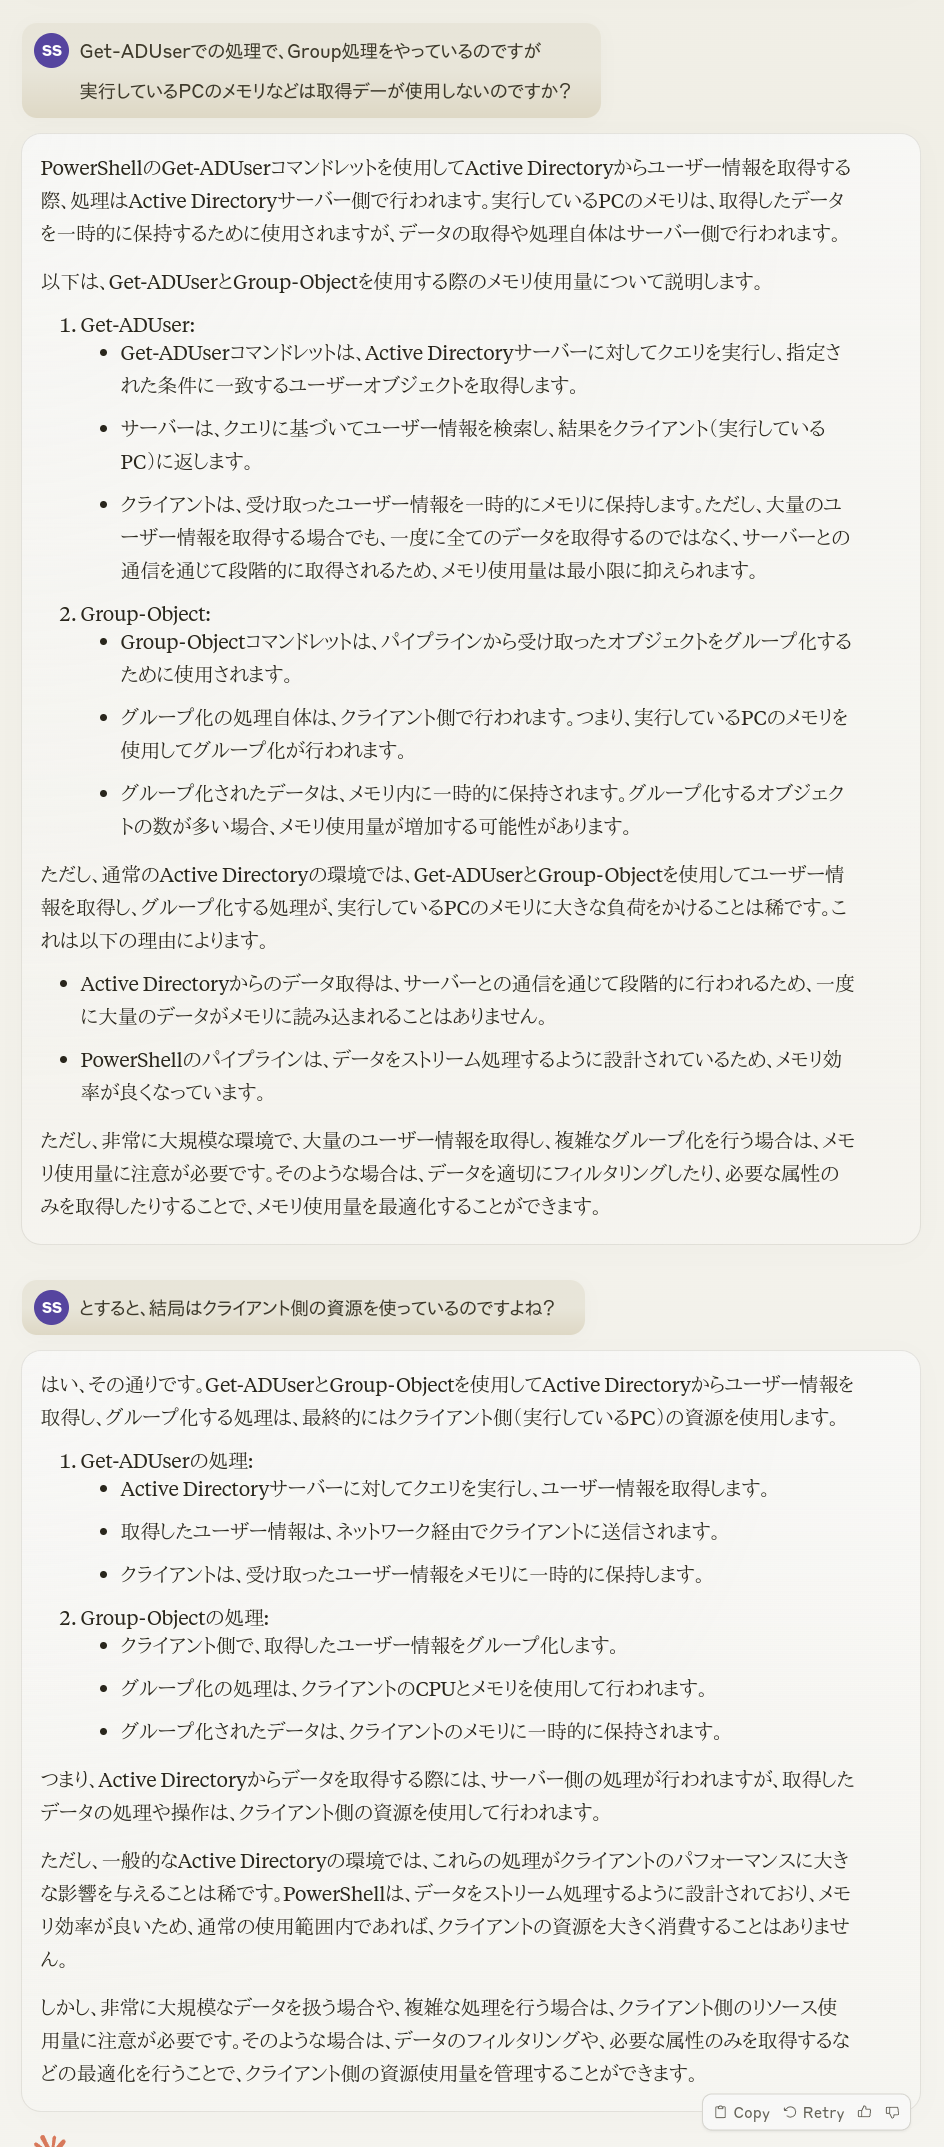 SS
Get-ADUserでの処理で、Group処理をやっているのですが
実行しているPCのメモリなどは取得デーが使用しないのですか？
PowerShellのGet-ADUserコマンドレットを使用してActive Directoryからユーザー情報を取得する
際、処理はActive Directoryサーバー側で行われます。実行しているPCのメモリは、取得したデータ
を一時的に保持するために使用されますが、データの取得や処理自体はサーバー側で行われます。
以下は、Get-ADUserとGroup-Objectを使用する際のメモリ使用量について説明します。
1. Get-ADUser:
• Get-ADUserコマンドレットは、Active Directoryサーバーに対してクエリを実行し、指定さ
れた条件に一致するユーザーオブジェクトを取得します。
• サーバーは、クエリに基づいてユーザー情報を検索し、結果をクライアント（実行している
PC）に返します。
• クライアントは、受け取ったユーザー情報を一時的にメモリに保持します。ただし、大量のユ
ーザー情報を取得する場合でも、一度に全てのデータを取得するのではなく、サーバーとの
通信を通じて段階的に取得されるため、メモリ使用量は最小限に抑えられます。
2. Group-Object:
• Group-Objectコマンドレットは、パイプラインから受け取ったオブジェクトをグループ化する
ために使用されます。
• グループ化の処理自体は、クライアント側で行われます。つまり、実行しているPCのメモリを
使用してグループ化が行われます。
• グループ化されたデータは、メモリ内に一時的に保持されます。グループ化するオブジェク
トの数が多い場合、メモリ使用量が増加する可能性があります。
ただし、通常のActive Directoryの環境では、Get-ADUserとGroup-Objectを使用してユーザー情
報を取得し、グループ化する処理が、実行しているPCのメモリに大きな負荷をかけることは稀です。こ
れは以下の理由によります。
• Active Directoryからのデータ取得は、サーバーとの通信を通じて段階的に行われるため、一度
に大量のデータがメモリに読み込まれることはありません。
• PowerShellのパイプラインは、データをストリーム処理するように設計されているため、メモリ効
率が良くなっています。
ただし、非常に大規模な環境で、大量のユーザー情報を取得し、複雑なグループ化を行う場合は、メモ
リ使用量に注意が必要です。そのような場合は、データを適切にフィルタリングしたり、必要な属性の
みを取得したりすることで、メモリ使用量を最適化することができます。
SS
とすると、結局はクライアント側の資源を使っているのですよね？
はい、その通りです。Get-ADUserとGroup-Objectを使用してActive Directoryからユーザー情報を
取得し、グループ化する処理は、最終的にはクライアント側（実行しているPC）の資源を使用します。
1. Get-ADUserの処理:
• Active Directoryサーバーに対してクエリを実行し、ユーザー情報を取得します。
• 取得したユーザー情報は、ネットワーク経由でクライアントに送信されます。
• クライアントは、受け取ったユーザー情報をメモリに一時的に保持します。
2. Group-Objectの処理:
• クライアント側で、取得したユーザー情報をグループ化します。
• グループ化の処理は、クライアントのCPUとメモリを使用して行われます。
• グループ化されたデータは、クライアントのメモリに一時的に保持されます。
つまり、Active Directoryからデータを取得する際には、サーバー側の処理が行われますが、取得した
データの処理や操作は、クライアント側の資源を使用して行われます。
ただし、一般的なActive Directoryの環境では、これらの処理がクライアントのパフォーマンスに大き
な影響を与えることは稀です。PowerShellは、データをストリーム処理するように設計されており、メモ
リ効率が良いため、通常の使用範囲内であれば、クライアントの資源を大きく消費することはありませ
ん。
しかし、非常に大規模なデータを扱う場合や、複雑な処理を行う場合は、クライアント側のリソース使
用量に注意が必要です。そのような場合は、データのフィルタリングや、必要な属性のみを取得するな
どの最適化を行うことで、クライアント側の資源使用量を管理することができます。
Copy Retry